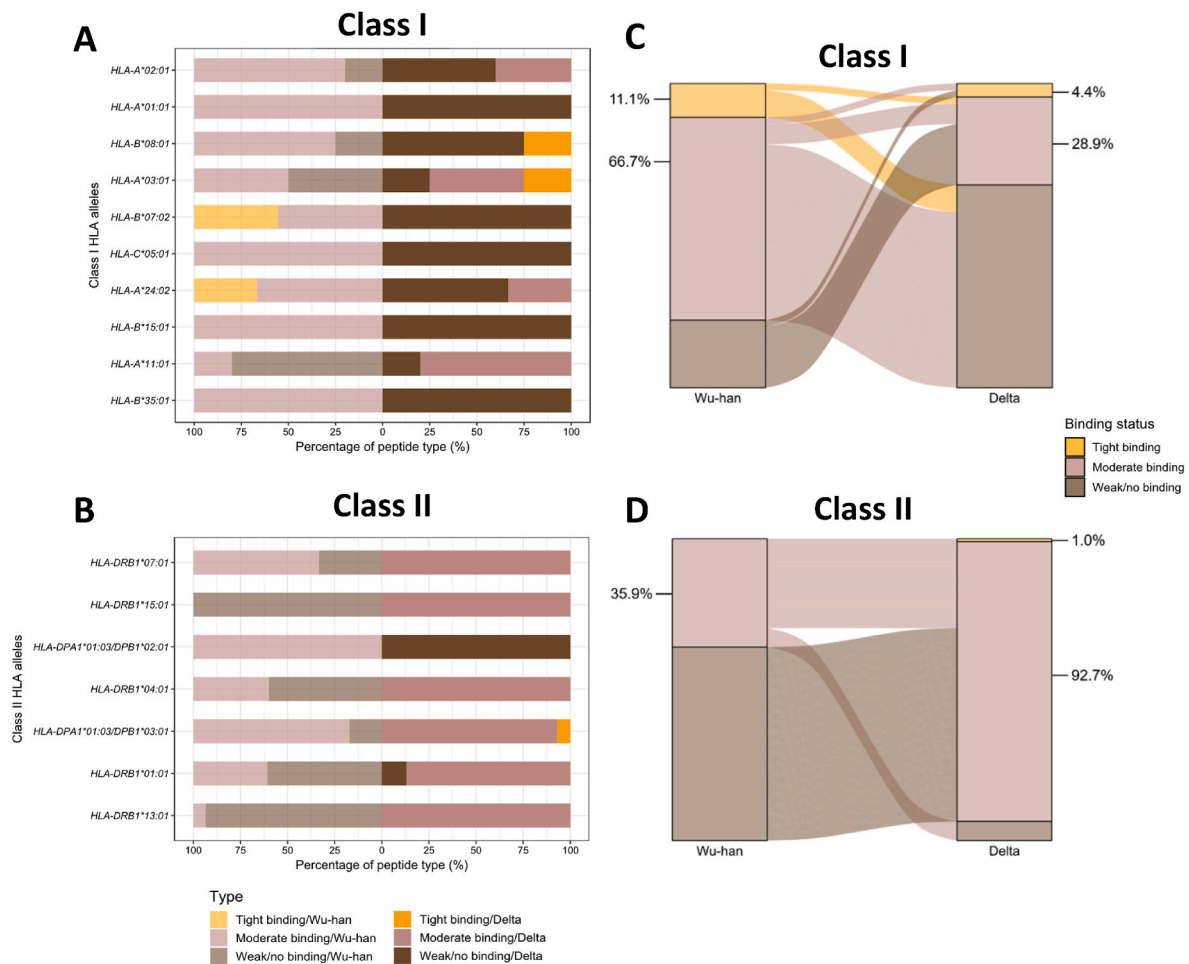 A
Class I
Class I HLA alleles
HLA-A*02:01
HLA-A*01:01
HLA-B*08:01
HLA-A*03:01
HLA-B*07:02
HLA-C*05:01
HLA-A*24:02
HLA-B*15:01
HLA-A*11:01
HLA-B*35:01
100 75 50 25 0 25 50 75 100
Percentage of peptide type (%)
B
Class II
Class II HLA alleles
HLA-DRB1*07:01
HLA-DRB1*15:01
HLA-DPA1*01:03/DPB1*02:01
HLA-DRB1*04:01
HLA-DPA1*01:03/DPB1*03:01
HLA-DRB1*01:01
HLA-DRB1*13:01
100 75 50 25 0 25 50 75 100
Percentage of peptide type (%)
Type
Tight binding/Wu-han
Moderate binding/Wu-han
Weak/no binding/Wu-han
Tight binding/Delta
Moderate binding/Delta
Weak/no binding/Delta
C
Class I
11.1%
66.7%
4.4%
28.9%
Wu-han
Delta
Binding status
Tight binding
Moderate binding
Weak/no binding
D
Class II
35.9%
1.0%
92.7%
Wu-han
Delta